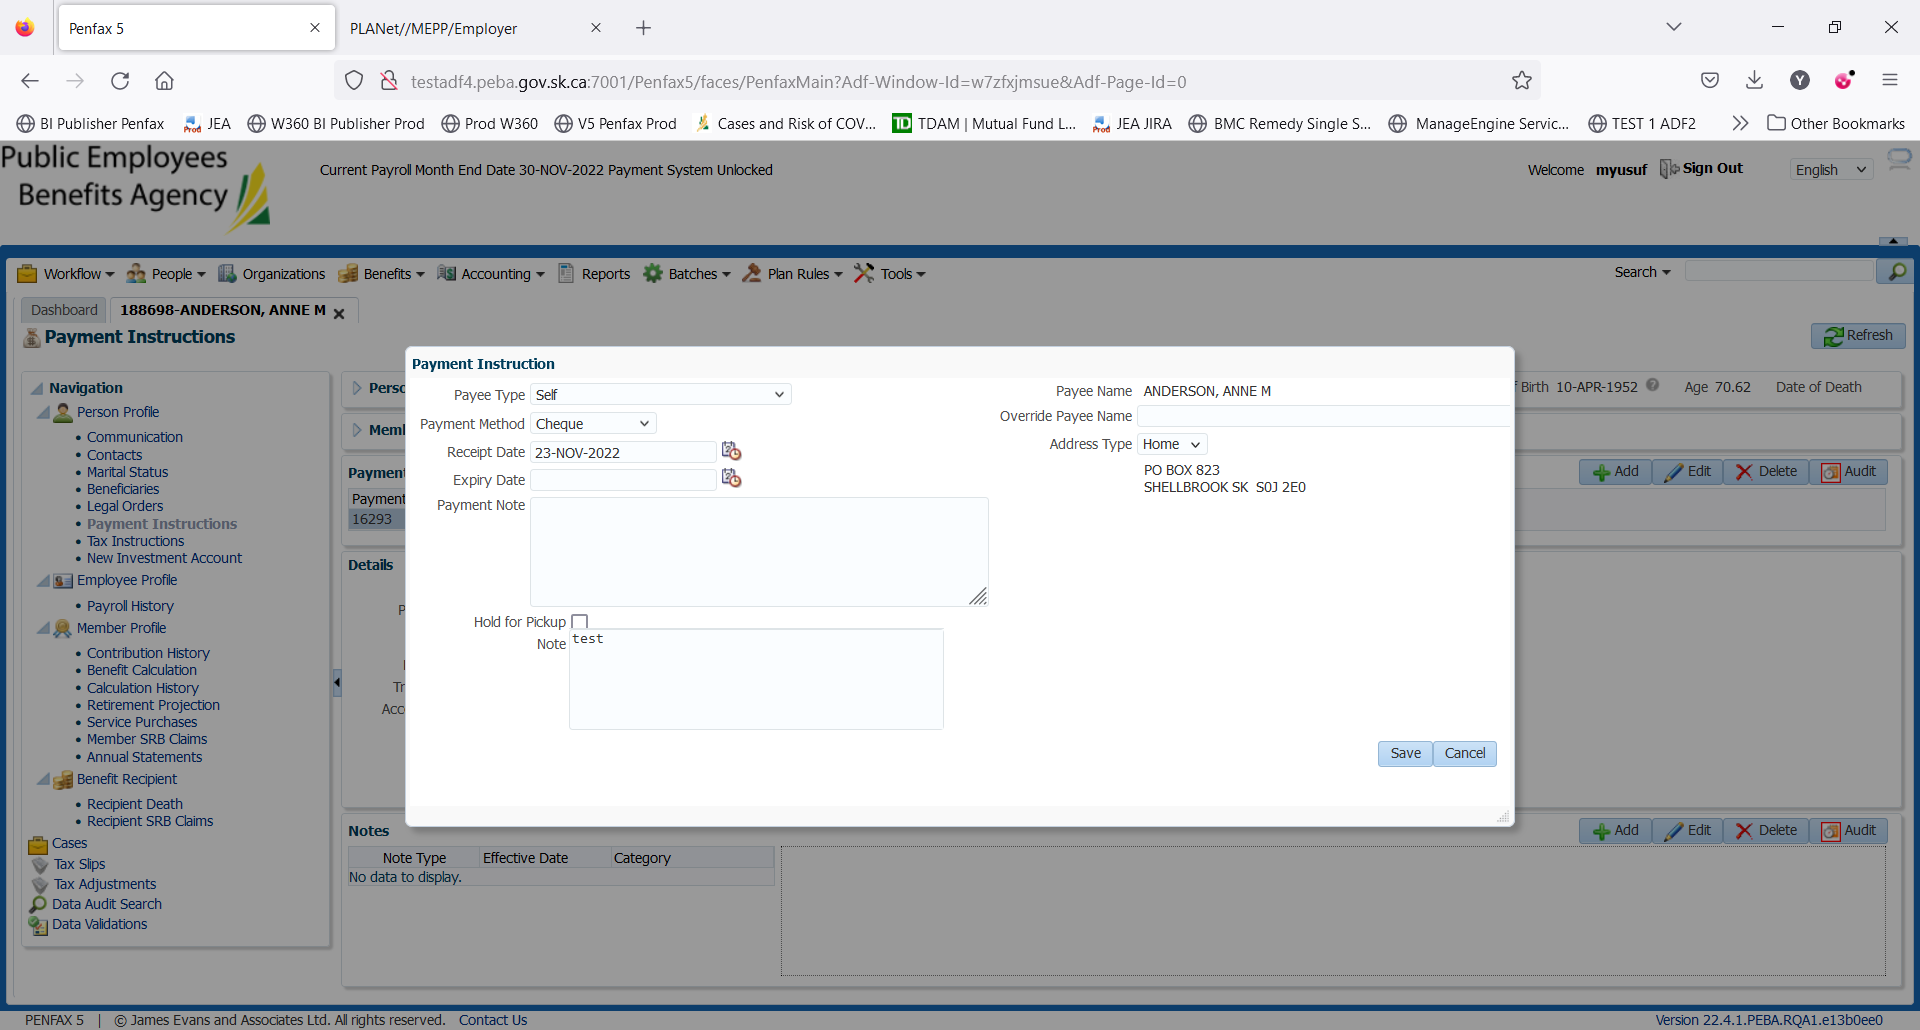 Penfax 5
PLANet//MEPP/Employer
testadf4.peba.gov.sk.ca:7001/Penfax5/faces/PenfaxMain?Adf-Window-Id=w7zfxjmsue&Adf-Page-Id=0
BI Publisher Penfax
JEA
W360 BI Publisher Prod
Prod W360
V5 Penfax Prod
Cases and Risk of COV...
TDAM | Mutual Fund L...
JEA JIRA
BMC Remedy Single S...
ManageEngine Servic...
TEST 1 ADF2
Other Bookmarks
Public Employees
Benefits Agency
Current Payroll Month End Date 30-NOV-2022 Payment System Unlocked
Welcome myusuf
Sign Out
English
Workflow
People
Organizations
Benefits
Accounting
Reports
Batches
Plan Rules
Tools
Search
Dashboard
188698-ANDERSON, ANNE M
Payment Instructions
Refresh
Navigation
Person Profile
Communication
Contacts
Marital Status
Beneficiaries
Legal Orders
Payment Instructions
Tax Instructions
New Investment Account
Employee Profile
Payroll History
Member Profile
Contribution History
Benefit Calculation
Calculation History
Retirement Projection
Service Purchases
Member SRB Claims
Annual Statements
Benefit Recipient
Recipient Death
Recipient SRB Claims
Cases
Tax Slips
Tax Adjustments
Data Audit Search
Data Validations
Perso
Birth 10-APR-1952
Age 70.62
Date of Death
Memb
Payment
Add
Edit
Delete
Audit
Payment
16293
Details
P
Tr
Acc
Payment Instruction
Payee Type Self
Payment Method Cheque
Receipt Date 23-NOV-2022
Expiry Date
Payment Note
Hold for Pickup
Note test
Payee Name ANDERSON, ANNE M
Override Payee Name
Address Type Home
PO BOX 823
SHELLBROOK SK S0J 2E0
Save
Cancel
Notes
Add
Edit
Delete
Audit
Note Type
Effective Date
Category
No data to display.
PENFAX 5 | © James Evans and Associates Ltd. All rights reserved. Contact Us
Version 22.4.1.PEBA.RQA1.e13b0ee0